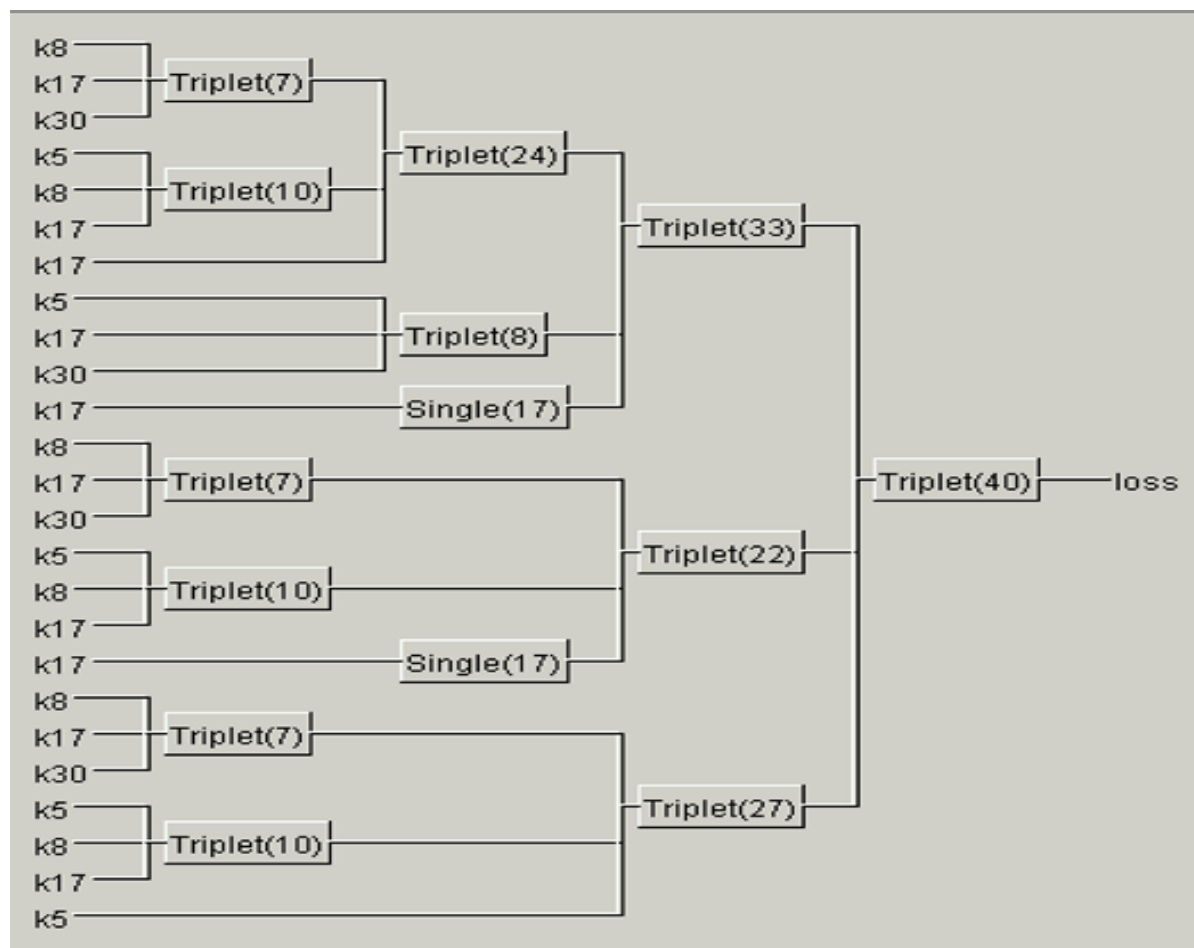 k8
k17 Triplet(7)
k30
k5 Triplet(24)
k8 Triplet(10)
k17 Triplet(33)
k17
k5
k17 Triplet(8)
k30
k17 Single(17)
k8
k17 Triplet(7) Triplet(40) loss
k30
k5 Triplet(22)
k8 Triplet(10)
k17
k17 Single(17)
k8
k17 Triplet(7)
k30
k5 Triplet(27)
k8 Triplet(10)
k17
k5